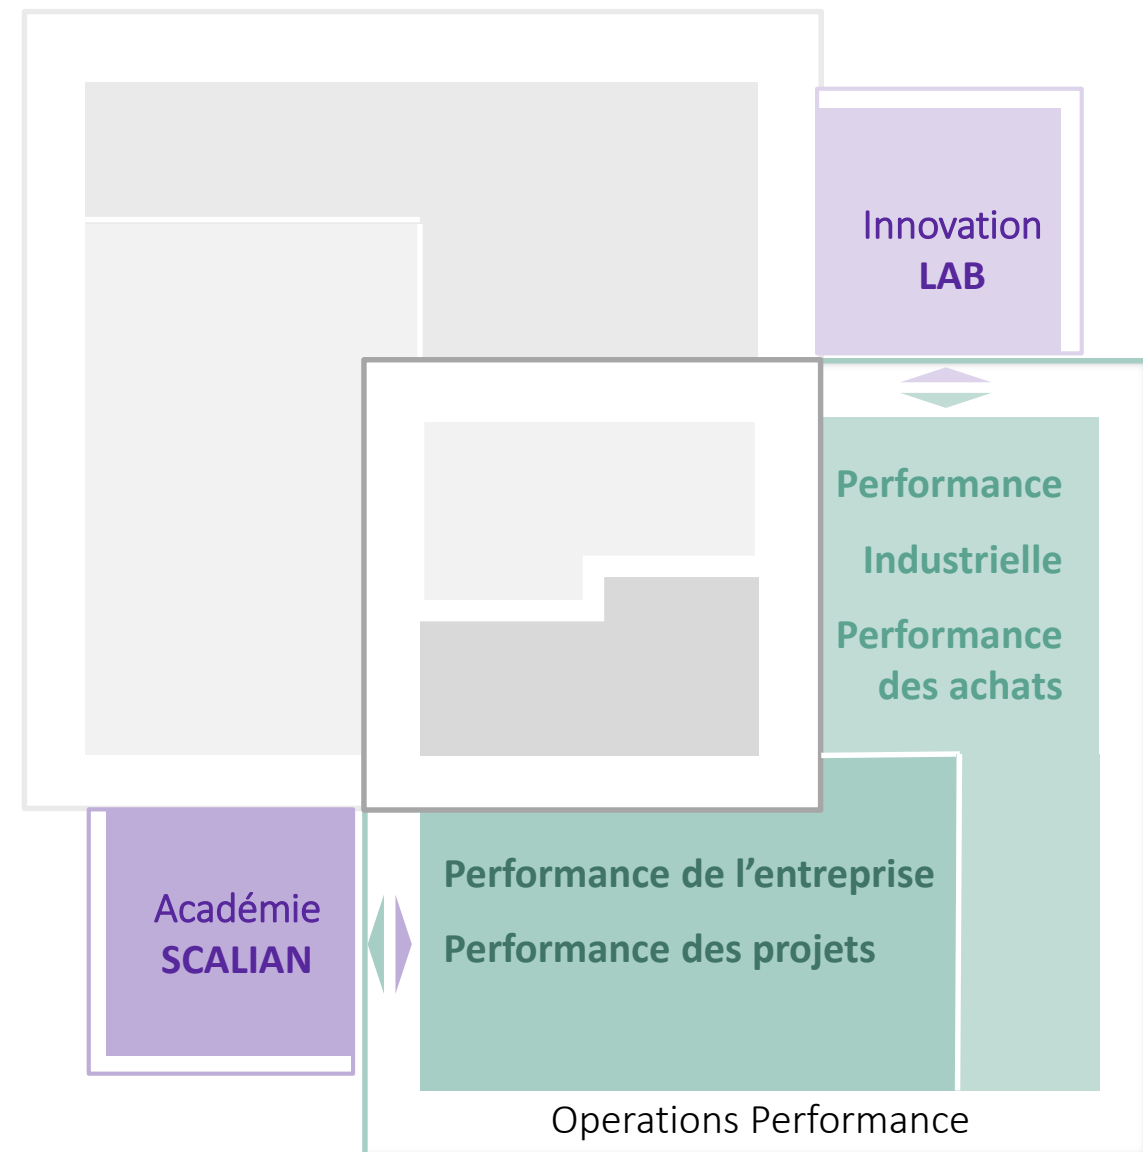 Innovation
LAB
Performance
Industrielle
Performance
des achats
Performance de l’entreprise
Performance des projets
Académie
SCALIAN
Operations Performance